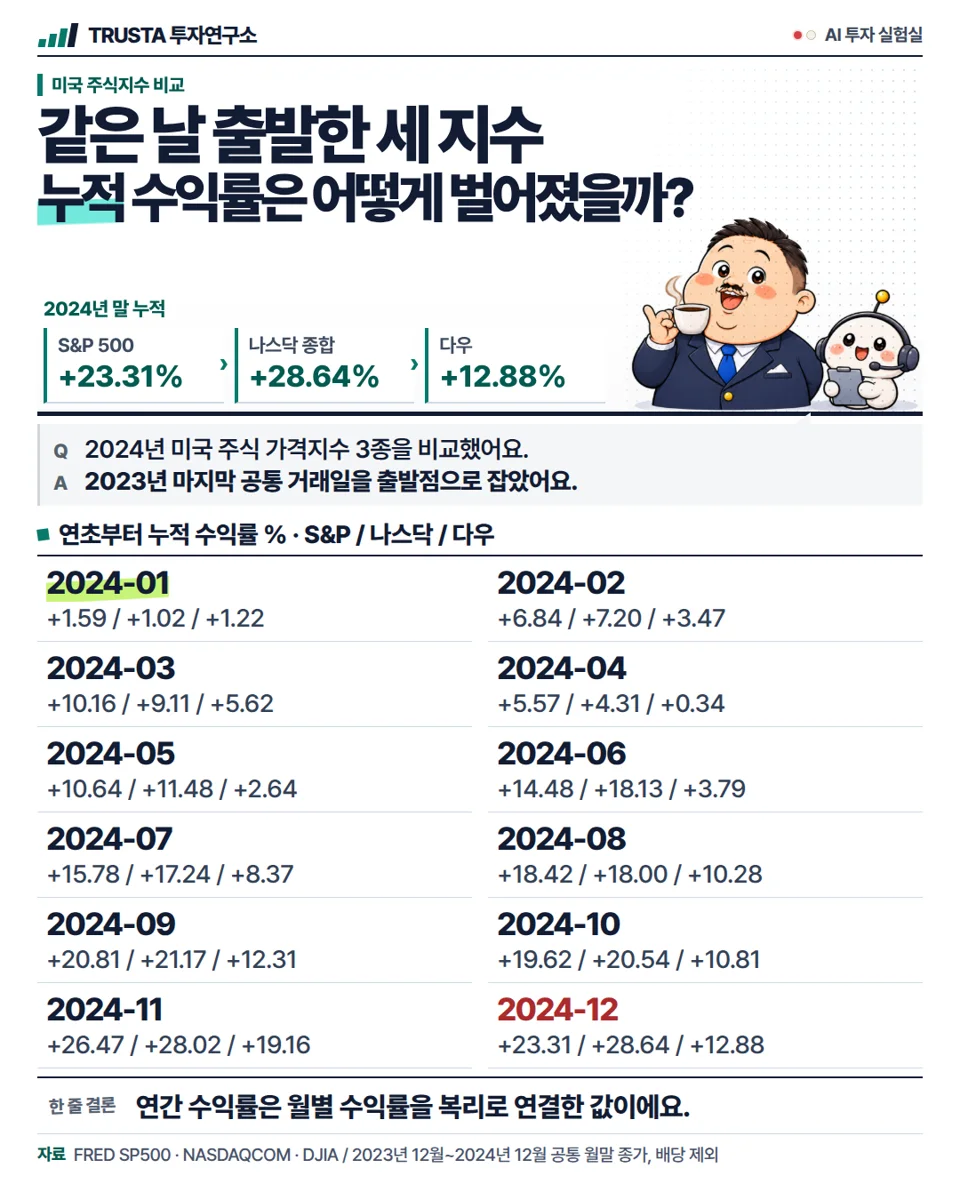 TRUSTA 투자연구소
AI 투자 실험실
미국 주식지수 비교
같은 날 출발한 세 지수
누적 수익률은 어떻게 벌어졌을까?
2024년 말 누적
S&P 500
+23.31%
›
나스닥 종합
+28.64%
›
다우
+12.88%
Q 2024년 미국 주식 가격지수 3종을 비교했어요.
A 2023년 마지막 공통 거래일을 출발점으로 잡았어요.
연초부터 누적 수익률 % · S&P / 나스닥 / 다우
2024-01
+1.59 / +1.02 / +1.22
2024-02
+6.84 / +7.20 / +3.47
2024-03
+10.16 / +9.11 / +5.62
2024-04
+5.57 / +4.31 / +0.34
2024-05
+10.64 / +11.48 / +2.64
2024-06
+14.48 / +18.13 / +3.79
2024-07
+15.78 / +17.24 / +8.37
2024-08
+18.42 / +18.00 / +10.28
2024-09
+20.81 / +21.17 / +12.31
2024-10
+19.62 / +20.54 / +10.81
2024-11
+26.47 / +28.02 / +19.16
2024-12
+23.31 / +28.64 / +12.88
한 줄 결론 연간 수익률은 월별 수익률을 복리로 연결한 값이에요.
자료 FRED SP500 · NASDAQCOM · DJIA / 2023년 12월~2024년 12월 공통 월말 종가, 배당 제외